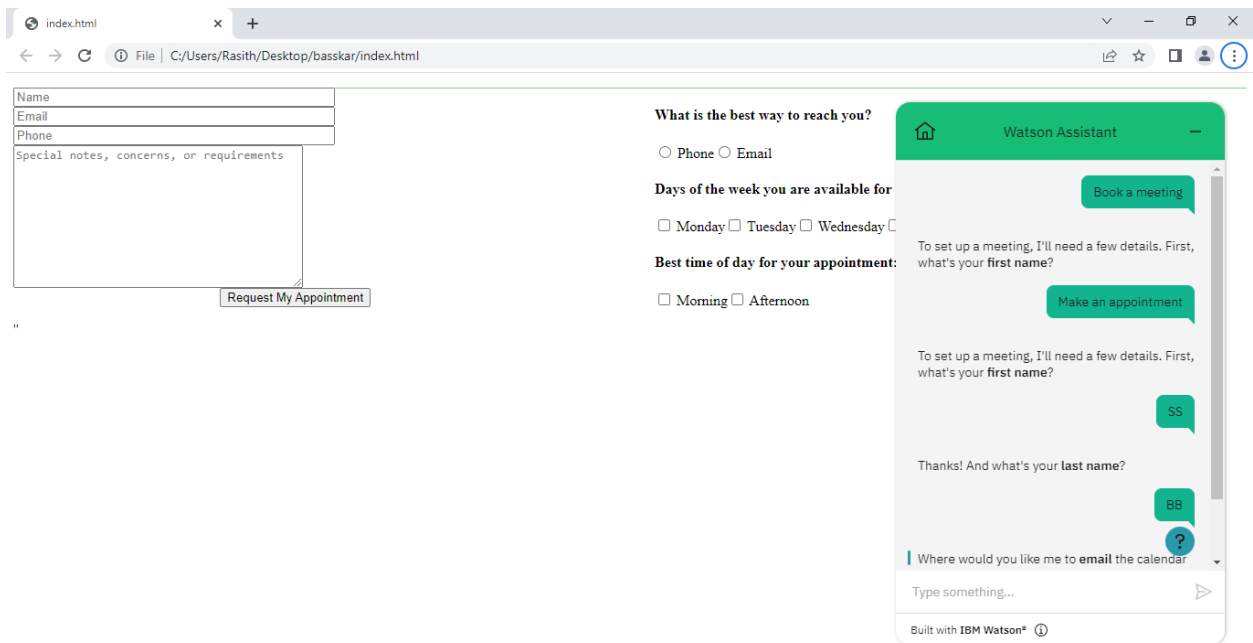 index.html
File
C:/Users/Rasith/Desktop/basskar/index.html
Name
Email
Phone
Special notes, concerns, or requirements
Request My Appointment
"
What is the best way to reach you?
Phone Email
Days of the week you are available for
Monday Tuesday Wednesday
Best time of day for your appointment:
Morning Afternoon
Watson Assistant
Book a meeting
To set up a meeting, I'll need a few details. First,
what's your first name?
Make an appointment
To set up a meeting, I'll need a few details. First,
what's your first name?
SS
Thanks! And what's your last name?
BB
?
Where would you like me to email the calendar
Type something...
Built with IBM Watson®